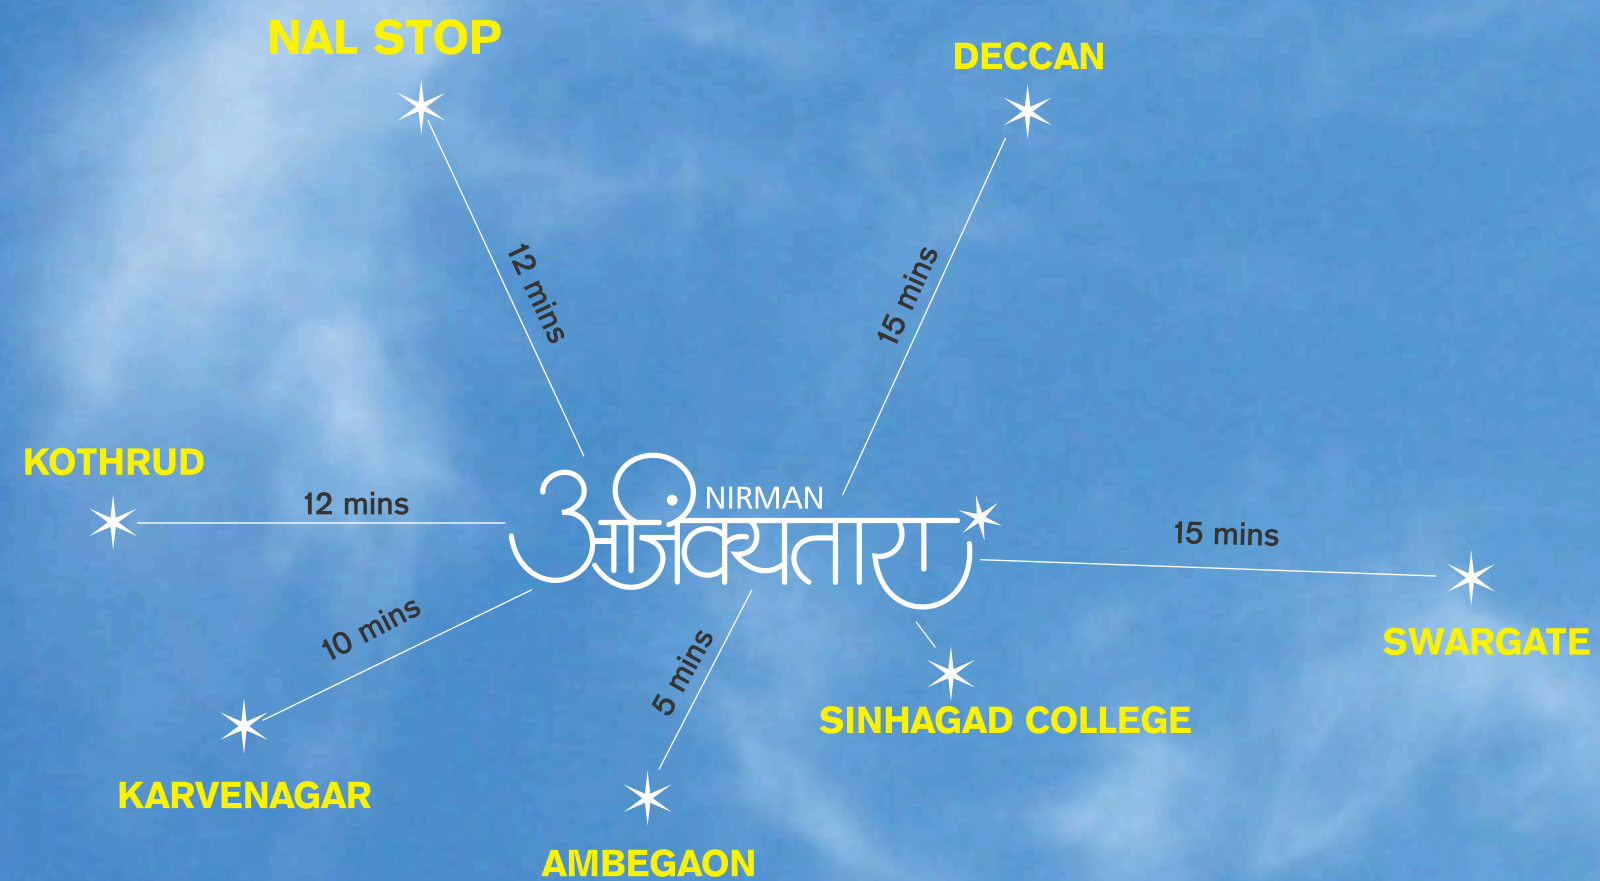 NAL STOP
DECCAN
12 mins
15 mins
KOTHRUD
12 mins
NIRMAN
अजिंक्यतारा
15 mins
10 mins
5 mins
SWARGATE
SINHAGAD COLLEGE
KARVENAGAR
AMBEGAON